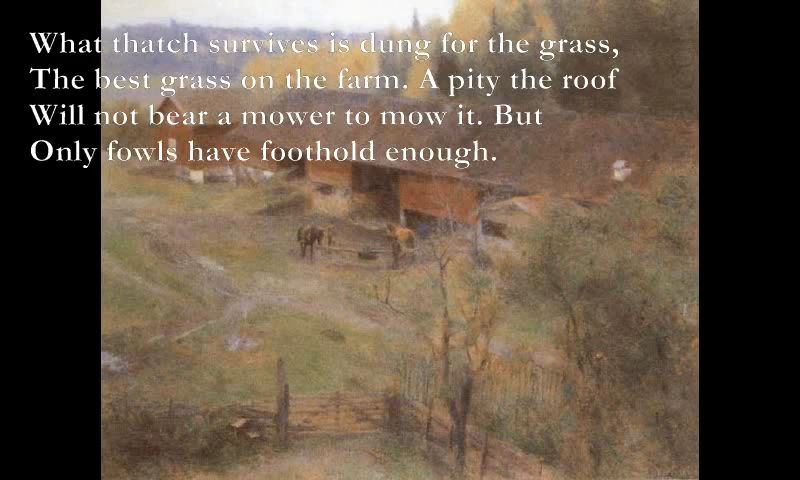 What thatch survives is dung for the grass,
The best grass on the farm. A pity the roof
Will not bear a mower to mow it. But
Only fowls have foothold enough.